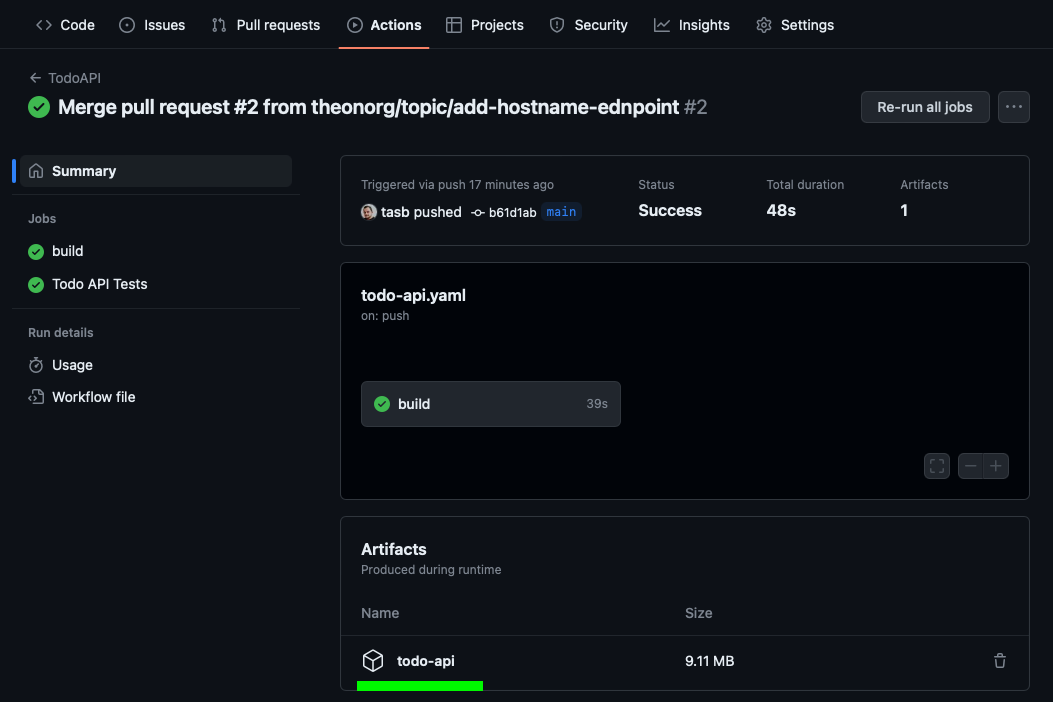 Code Issues Pull requests Actions Projects Security Insights Settings
TodoAPI
Merge pull request #2 from theonorg/topic/add-hostname-ednpoint #2
Re-run all jobs
Summary
Jobs
build
Todo API Tests
Run details
Usage
Workflow file
Triggered via push 17 minutes ago
tasb pushed b61d1ab main
Status
Success
Total duration
48s
Artifacts
1
todo-api.yaml
on: push
build 39s
Artifacts
Produced during runtime
Name Size
todo-api 9.11 MB